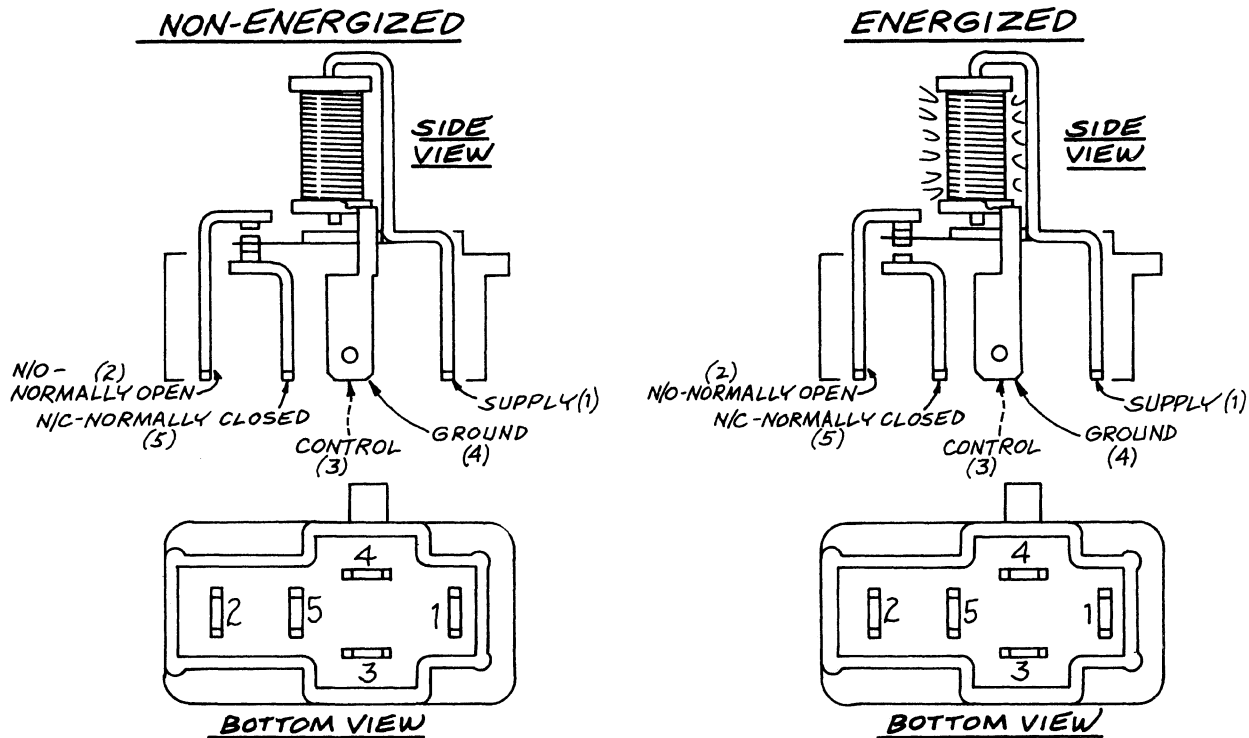 NON-ENERGIZED
SIDE
VIEW
N/O- (2)
NORMALLY OPEN
N/C-NORMALLY CLOSED
(5)
CONTROL
(3)
GROUND
(4)
SUPPLY(1)
4
2 5 1
3
BOTTOM VIEW
ENERGIZED
SIDE
VIEW
(2)
N/O-NORMALLY OPEN
N/C-NORMALLY CLOSED
(5)
CONTROL
(3)
GROUND
(4)
SUPPLY(1)
4
2 5 1
3
BOTTOM VIEW